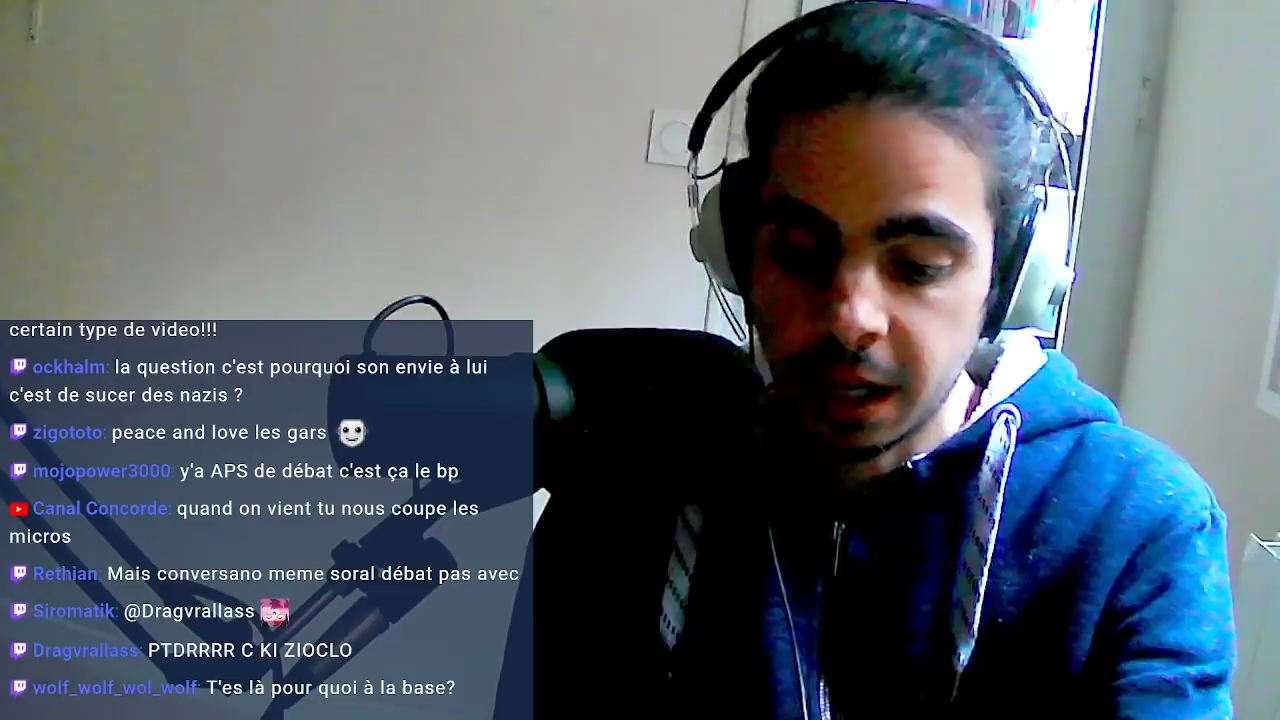 certain type de video!!!
ockhalm: la question c'est pourquoi son envie à lui
c'est de sucer des nazis ?
zigototo: peace and love les gars
mojopower3000: y'a APS de débat c'est ça le bp
Canal Concorde: quand on vient tu nous coupe les
micros
Rethian: Mais conversano meme soral débat pas avec
Siromatik: @Dragvrallass
Dragvrallass: PTDRRRR C KI ZIOCLO
wolf_wolf_wol_wolf: T'es là pour quoi à la base?